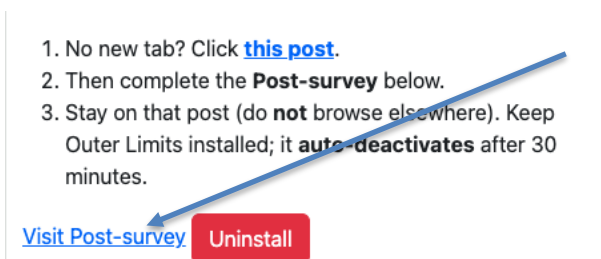 1. No new tab? Click this post.
2. Then complete the Post-survey below.
3. Stay on that post (do not browse elsewhere). Keep
Outer Limits installed; it auto-deactivates after 30
minutes.
Visit Post-survey Uninstall